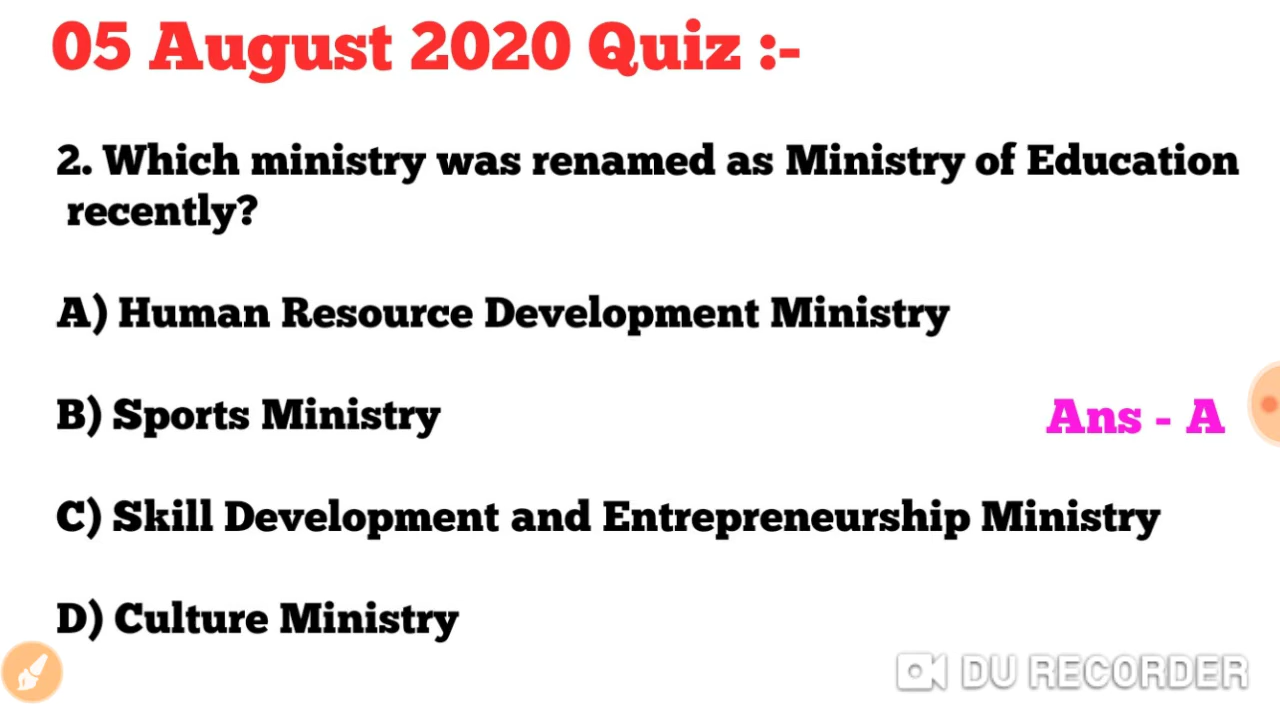 05 August 2020 Quiz :-
2. Which ministry was renamed as Ministry of Education
recently?
A) Human Resource Development Ministry
B) Sports Ministry
Ans - A
C) Skill Development and Entrepreneurship Ministry
D) Culture Ministry
DU RECORDER